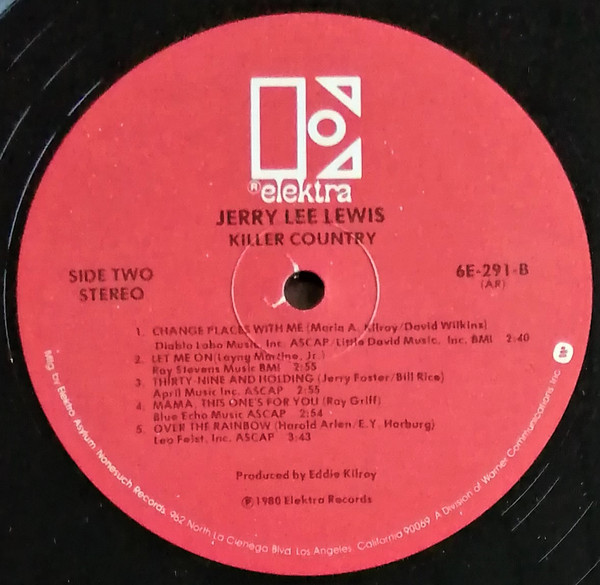 ® elektra
JERRY LEE LEWIS
KILLER COUNTRY
SIDE TWO
STEREO
6E-291-B
(AR)
1. CHANGE PLACES WITH ME (Maria A. Kilroy/David Wilkins)
Diablo Lobo Music, Inc. ASCAP/Little David Music, Inc. BMI 2:40
2. LET ME ON (Layng Martine, Jr.)
Ray Stevens Music BMI 2:55
3. THIRTY-NINE AND HOLDING (Jerry Foster/Bill Rice)
April Music Inc. ASCAP 2:55
4. MAMA, THIS ONE'S FOR YOU (Ray Griff)
Blue Echo Music ASCAP 2:54
5. OVER THE RAINBOW (Harold Arlen/E.Y. Harburg)
Leo Feist, Inc. ASCAP 3:43
Produced by Eddie Kilroy
℗1980 Elektra Records
Mfg. by Elektra/Asylum/Nonesuch Records, 962 North La Cienega Blvd. Los Angeles, California 90069. A Division of Warner Communications Inc.